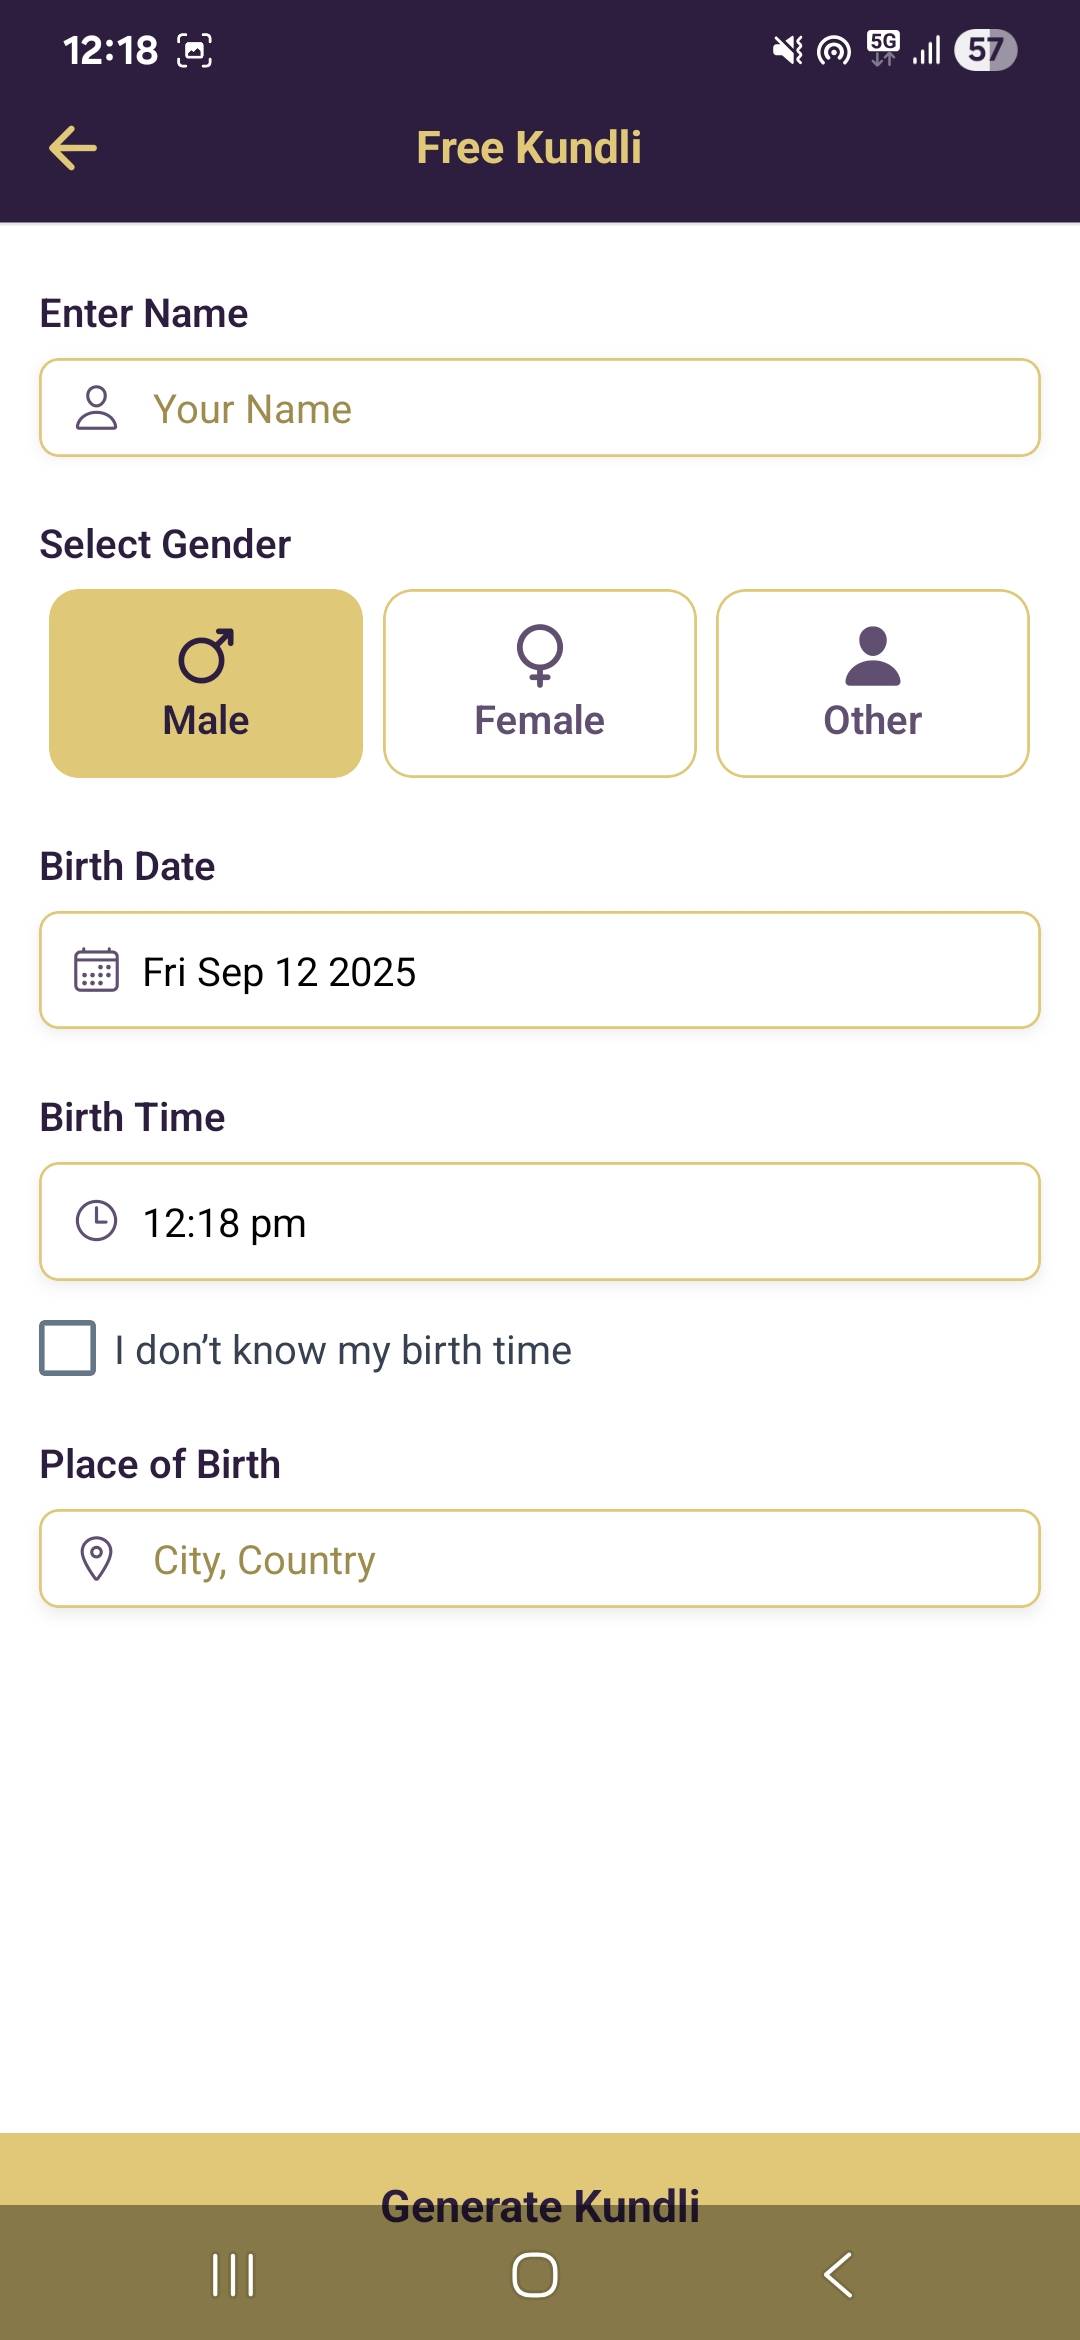 12:18
5G
57
Free Kundli
Enter Name
Your Name
Select Gender
Male Female Other
Birth Date
Fri Sep 12 2025
Birth Time
12:18 pm
I don’t know my birth time
Place of Birth
City, Country
Generate Kundli